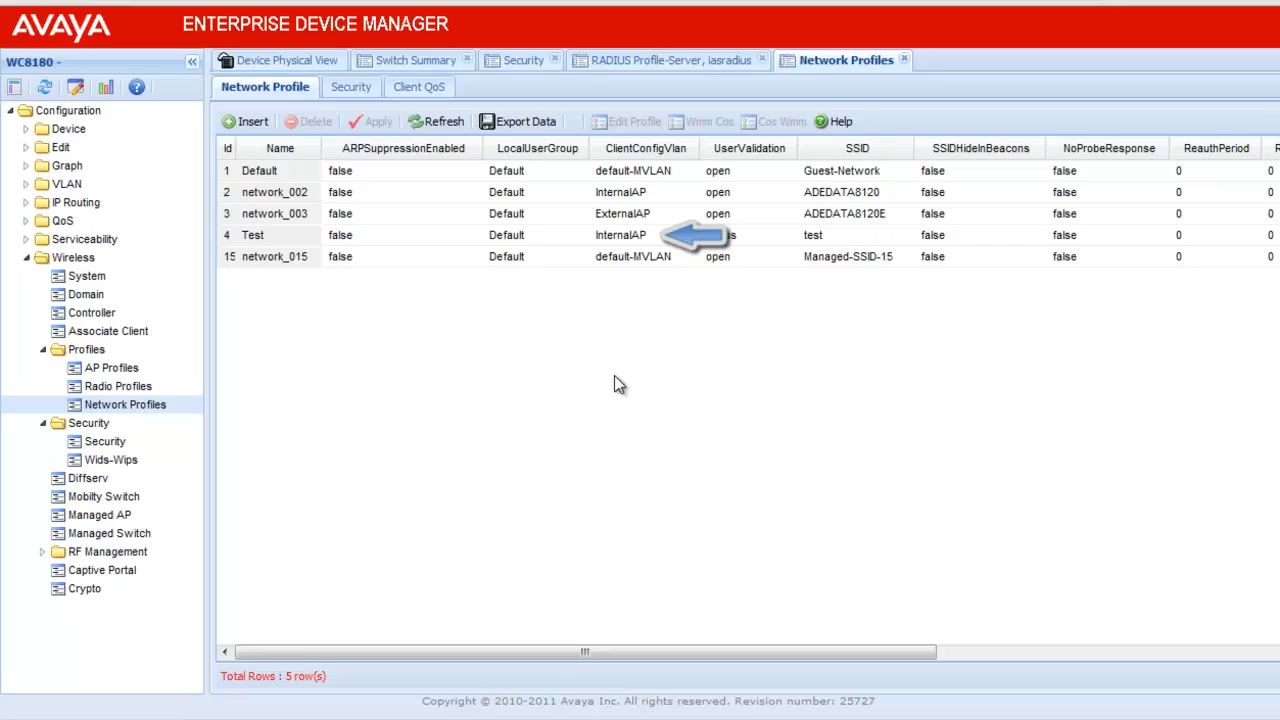 AVAYA ENTERPRISE DEVICE MANAGER
WC8180 -
Device Physical View Switch Summary Security RADIUS Profile-Server, iasradius Network Profiles
Network Profile Security Client QoS
Insert Delete Apply Refresh Export Data Edit Profile Wmm Cos Cos Wmm Help
Id Name ARPSuppressionEnabled LocalUserGroup ClientConfigVlan UserValidation SSID SSIDHideInBeacons NoProbeResponse ReauthPeriod
1 Default false Default default-MVLAN open Guest-Network false false 0 0
2 network_002 false Default InternalAP open ADEDATA8120 false false 0 0
3 network_003 false Default ExternalAP open ADEDATA8120E false false 0 0
4 Test false Default InternalAP test false false 0 0
15 network_015 false Default default-MVLAN open Managed-SSID-15 false false 0 0
Configuration
Device
Edit
Graph
VLAN
IP Routing
QoS
Serviceability
Wireless
System
Domain
Controller
Associate Client
Profiles
AP Profiles
Radio Profiles
Network Profiles
Security
Security
Wids-Wips
Diffserv
Mobilty Switch
Managed AP
Managed Switch
RF Management
Captive Portal
Crypto
Total Rows : 5 row(s)
Copyright © 2010-2011 Avaya Inc. All rights reserved. Revision number: 25727